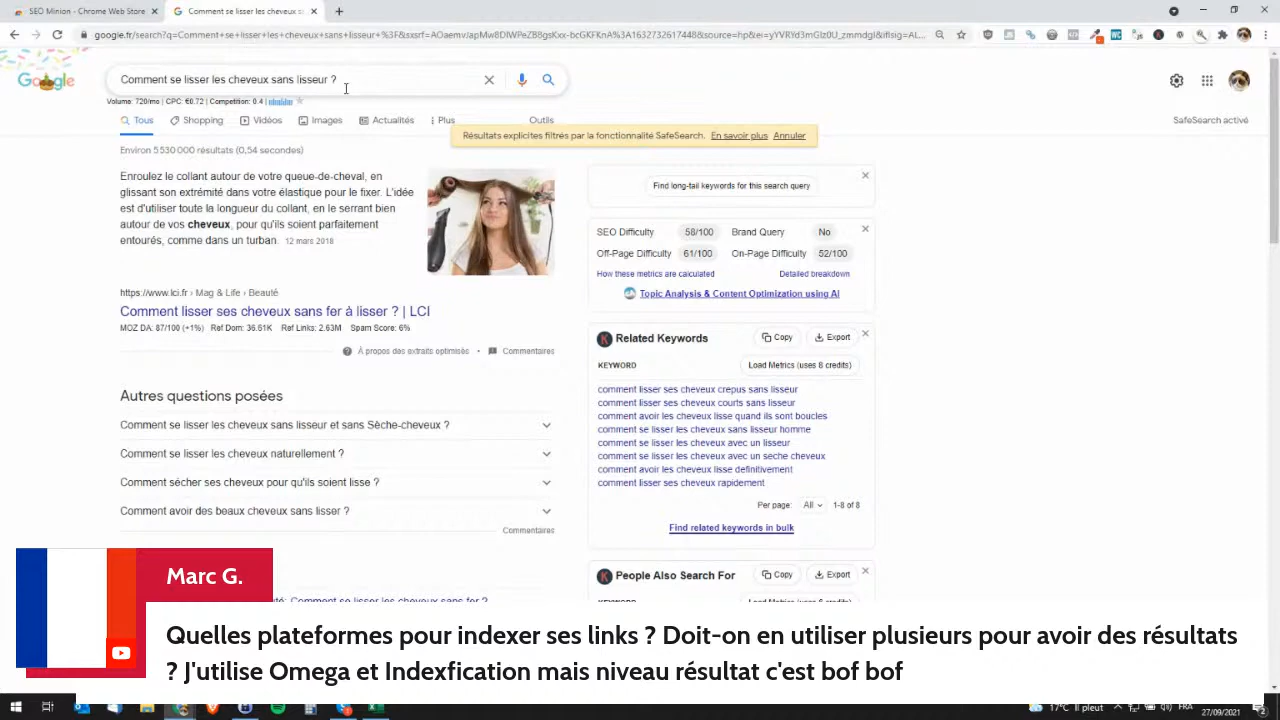 SEO Minion - Chrome Web Store
Comment se lisser les cheveux s
Comment se lisser les cheveux sans lisseur ?
Volume: 720/mo | CPC: €0.72 | Competition: 0.4 |
Tous
Shopping
Vidéos
Images
Actualités
Plus
Outils
SafeSearch activé
Résultats explicites filtrés par la fonctionnalité SafeSearch. En savoir plus Annuler
Environ 5 530 000 résultats (0,54 secondes)
Enroulez le collant autour de votre queue-de-cheval, en
glissant son extrémité dans votre élastique pour le fixer. L'idée
est d'utiliser toute la longueur du collant, en le serrant bien
autour de vos cheveux, pour qu'ils soient parfaitement
entourés, comme dans un turban. 12 mars 2018
https://www.lci.fr › Mag & Life › Beauté
Comment lisser ses cheveux sans fer à lisser ? | LCI
MOZ DA: 87/100 (+1%) Ref Dom: 36.51K Ref Links: 2.63M Spam Score: 6%
À propos des extraits optimisés • Commentaires
Autres questions posées
Comment se lisser les cheveux sans lisseur et sans Sèche-cheveux ?
Comment se lisser les cheveux naturellement ?
Comment sécher ses cheveux pour qu'ils soient lisse ?
Comment avoir des beaux cheveux sans lisser ?
Commentaires
Find long-tail keywords for this search query
SEO Difficulty 58/100 Brand Query No
Off-Page Difficulty 61/100 On-Page Difficulty 52/100
How these metrics are calculated Detailed breakdown
Topic Analysis & Content Optimization using AI
Related Keywords Copy Export
KEYWORD Load Metrics (uses 8 credits)
comment lisser ses cheveux crepus sans lisseur
comment lisser ses cheveux courts sans lisseur
comment avoir les cheveux lisse quand ils sont boucles
comment se lisser les cheveux sans lisseur homme
comment se lisser les cheveux avec un lisseur
comment se lisser les cheveux avec un seche cheveux
comment avoir les cheveux lisse definitivement
comment lisser ses cheveux rapidement
Per page: All 1-8 of 8
Find related keywords in bulk
People Also Search For Copy Export
Marc G.
Quelles plateformes pour indexer ses links ? Doit-on en utiliser plusieurs pour avoir des résultats
? J'utilise Omega et Indexfication mais niveau résultat c'est bof bof
17°C Il pleut
FRA
27/09/2021